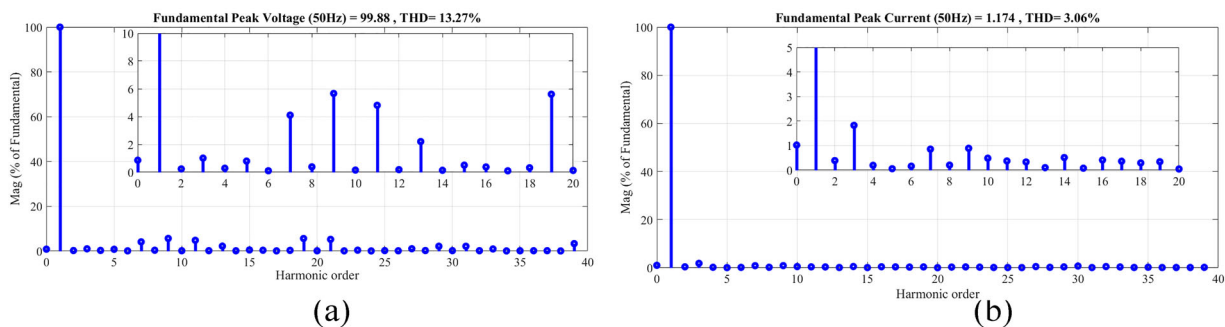 Fundamental Peak Voltage (50Hz) = 99.88 , THD= 13.27%
Mag (% of Fundamental)
100
80
60
40
20
0
10
8
6
4
2
0
0 2 4 6 8 10 12 14 16 18 20
0 5 10 15 20 25 30 35 40
Harmonic order
(a)
Fundamental Peak Current (50Hz) = 1.174 , THD= 3.06%
Mag (% of Fundamental)
100
80
60
40
20
0
5
4
3
2
1
0
0 2 4 6 8 10 12 14 16 18 20
0 5 10 15 20 25 30 35 40
Harmonic order
(b)